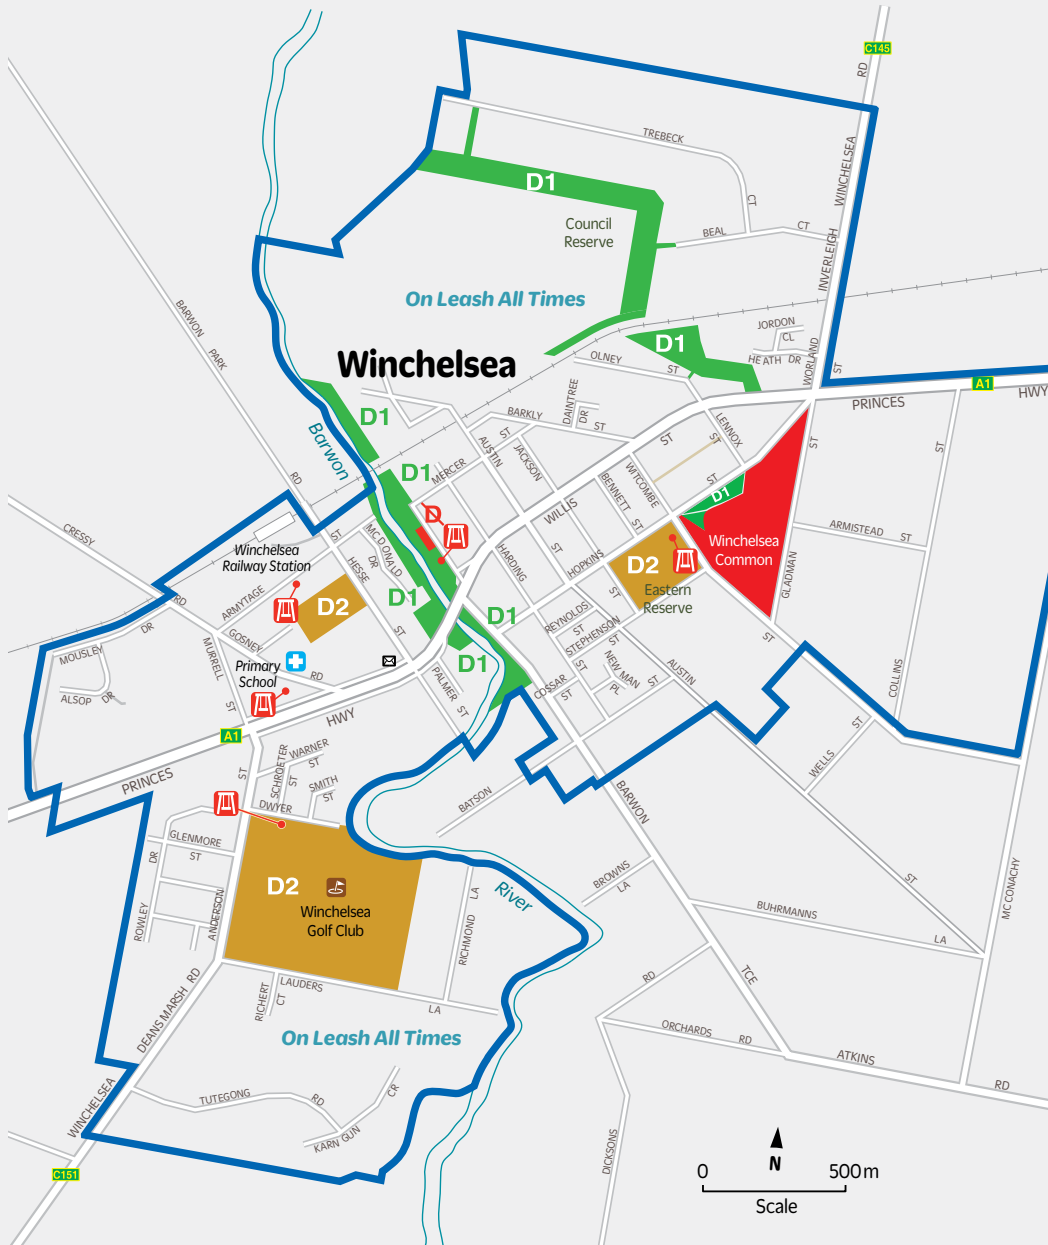 C145
RD
TREBECK
CT
WINCHELSEA
D1
Council
Reserve
BEAL
CT
INVERLEIGH
On Leash All Times
BARWON
PARK
RD
JORDON
CL
HEATH DR
D1
OLNEY
ST
WORLAND
ST
Winchelsea
A1
PRINCES
HWY
D1
DAINTREE
DR
BARKLY
ST
LENNOX
ST
ST
ST
ST
Barwon
AUSTIN
ST
JACKSON
D1
MERCER
WITCOMBE
ST
BENNETT
ST
WILLIS
D1
D
CRESSY
RD
MC DONALD
DR
ST
HESSE
ST
Winchelsea
Railway Station
HARDING
ST
HOPKINS
ST
D2
Eastern
Reserve
Winchelsea
Common
ARMISTEAD
ST
GLADMAN
ST
COLLINS
ST
ARMYTAGE
D2
D1
D1
D1
REYNOLDS
ST
STEPHENSON
ST
ST
NEWMAN
PL
ST
AUSTIN
COSSAR
ST
DR
MOUSLEY
ALSOP
DR
GOSNEY
RD
MURRELL
ST
Primary
School
PALMER
ST
A1
HWY
PRINCES
WELLS
ST
ST
SCHROETER
ST
WARNER
ST
SMITH
ST
DWYER
BATSON
BARWON
TCE
GLENMORE
ST
DR
ROWLEY
ANDERSON
D2
Winchelsea
Golf Club
River
BROWNS
LA
ST
MC CONACHY
BUHRMANNS
LA
RICHMOND
LA
RD
LAUDERS
LA
RICHERT
CT
DEANS MARSH
RD
On Leash All Times
ORCHARDS
RD
ATKINS
RD
TUTEGONG
RD
CR
KARN GUN
WINCHELSEA
DICKSONS
C151
N
0
500m
Scale